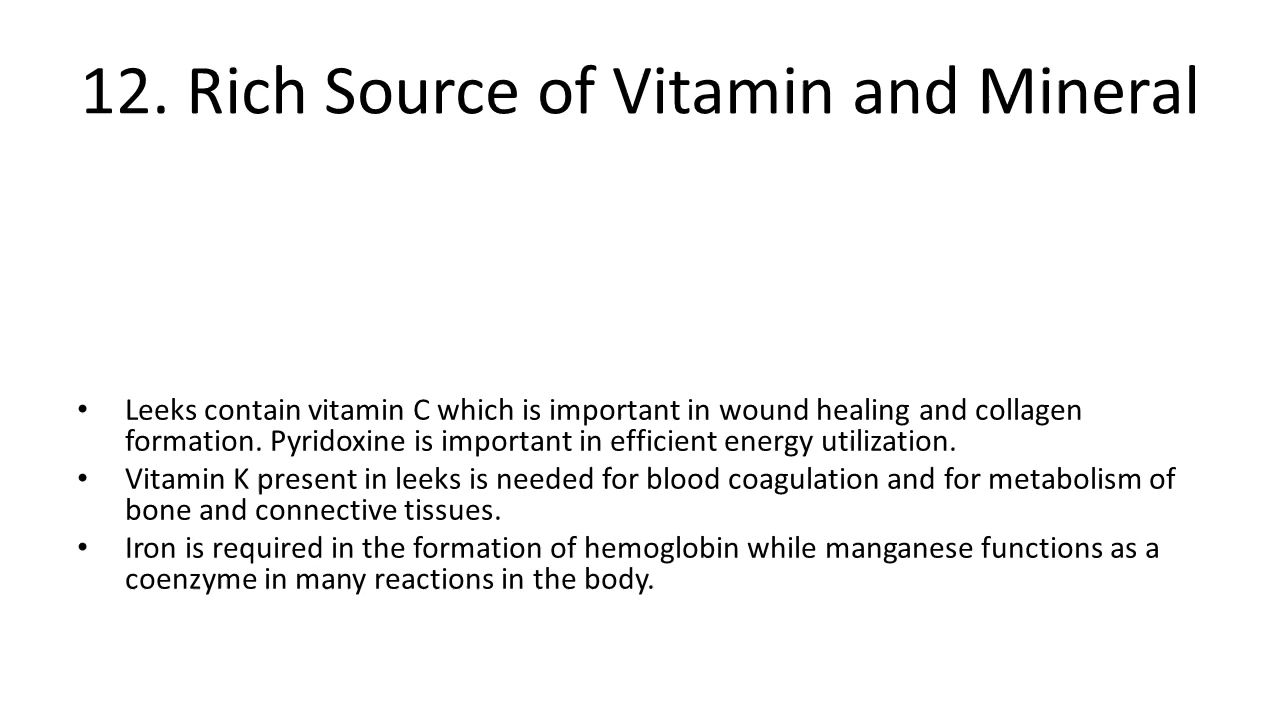 12. Rich Source of Vitamin and Mineral
• Leeks contain vitamin C which is important in wound healing and collagen
formation. Pyridoxine is important in efficient energy utilization.
• Vitamin K present in leeks is needed for blood coagulation and for metabolism of
bone and connective tissues.
• Iron is required in the formation of hemoglobin while manganese functions as a
coenzyme in many reactions in the body.